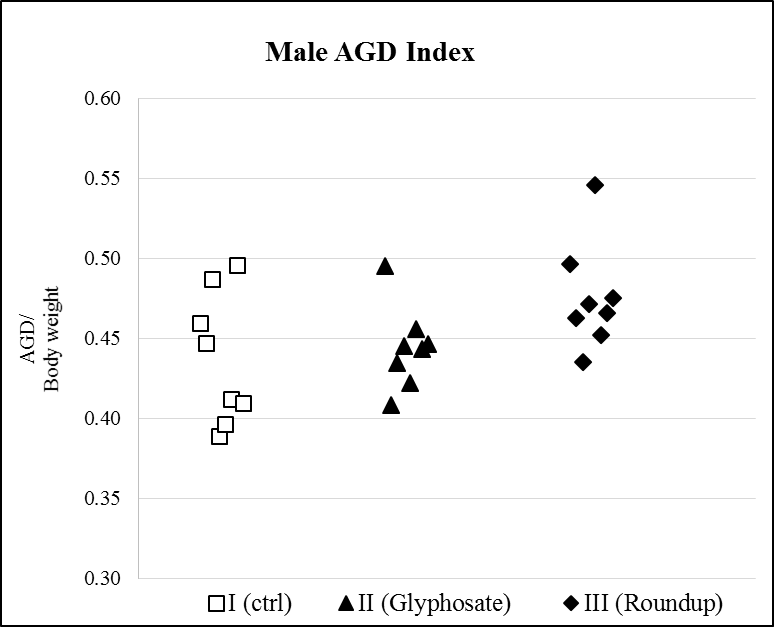 Male AGD Index
0.60
0.55
0.50
0.45
0.40
0.35
0.30
AGD/
Body weight
I (ctrl)
II (Glyphosate)
III (Roundup)